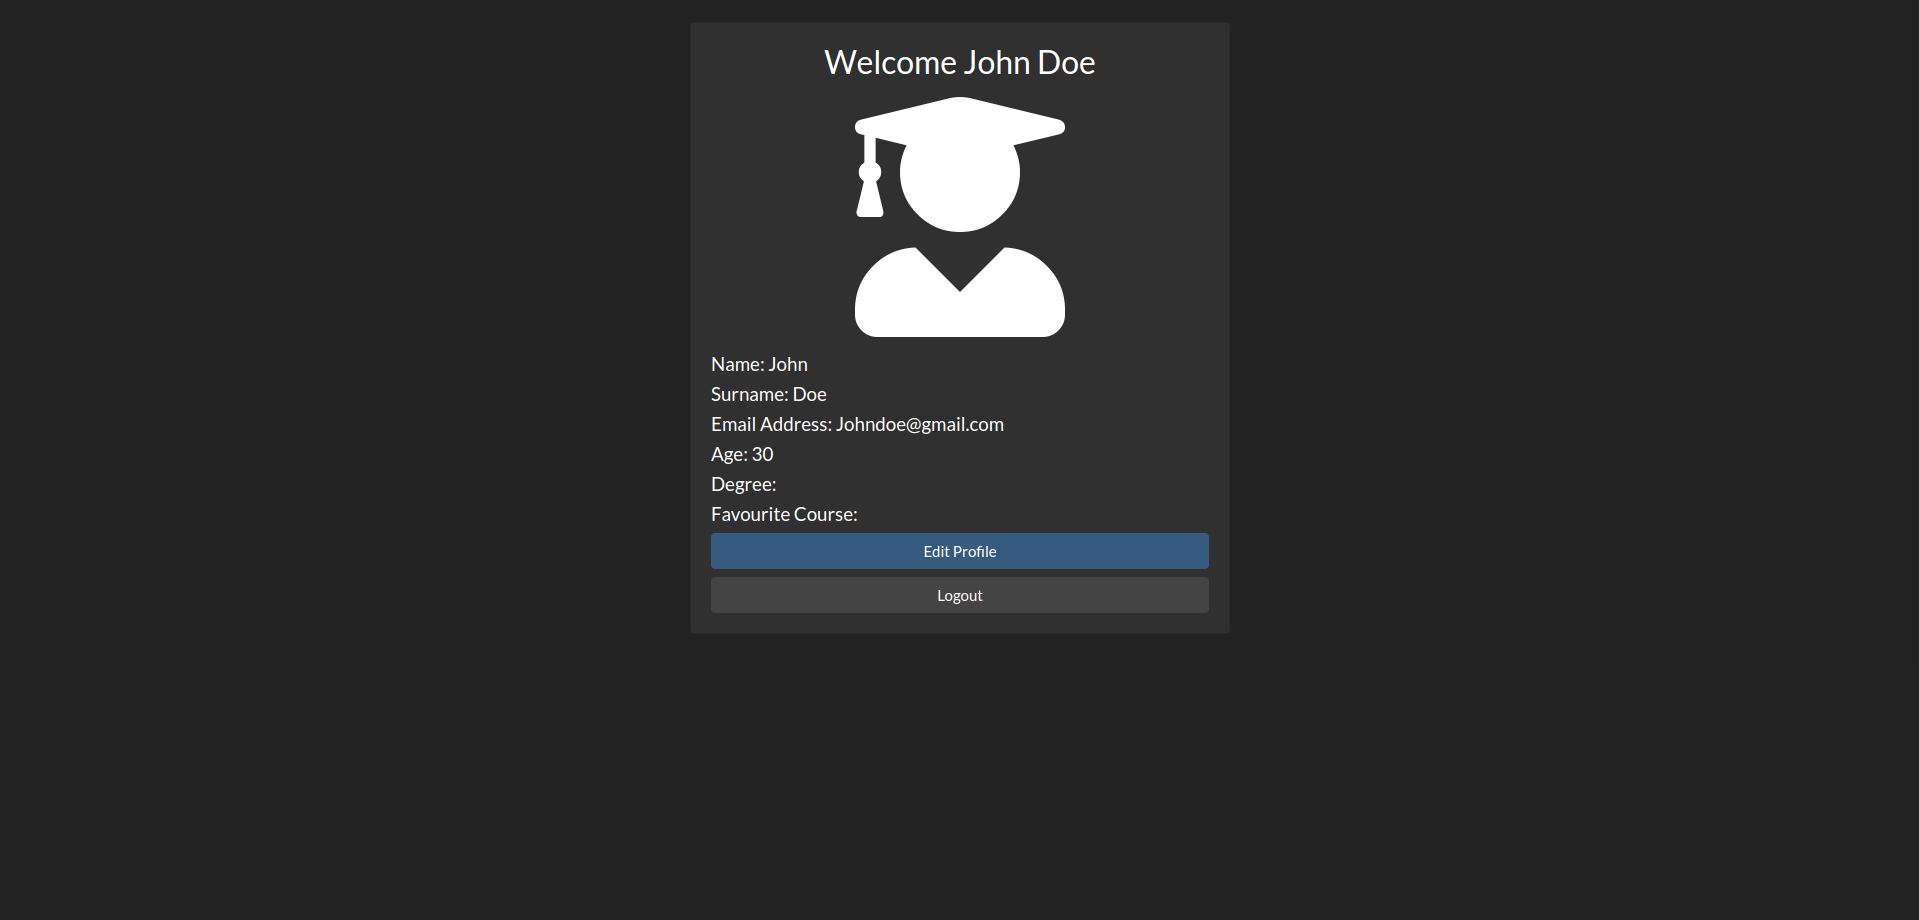 Welcome John Doe
Name: John
Surname: Doe
Email Address: Johndoe@gmail.com
Age: 30
Degree:
Favourite Course:
Edit Profile
Logout